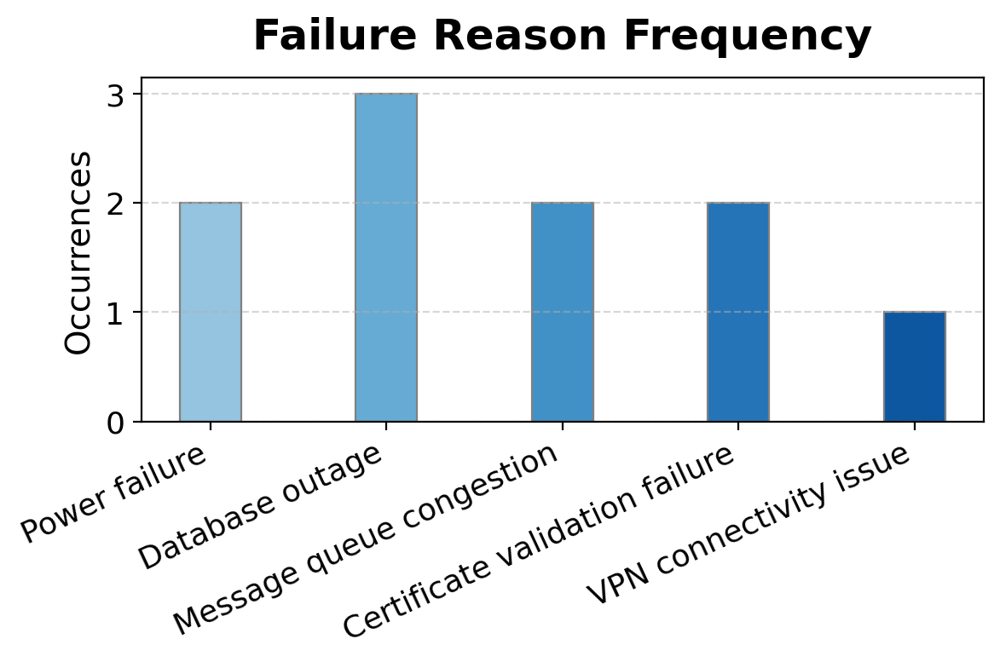 Failure Reason Frequency
Occurrences
3
2
1
0
Power failure
Database outage
Message queue congestion
Certificate validation failure
VPN connectivity issue